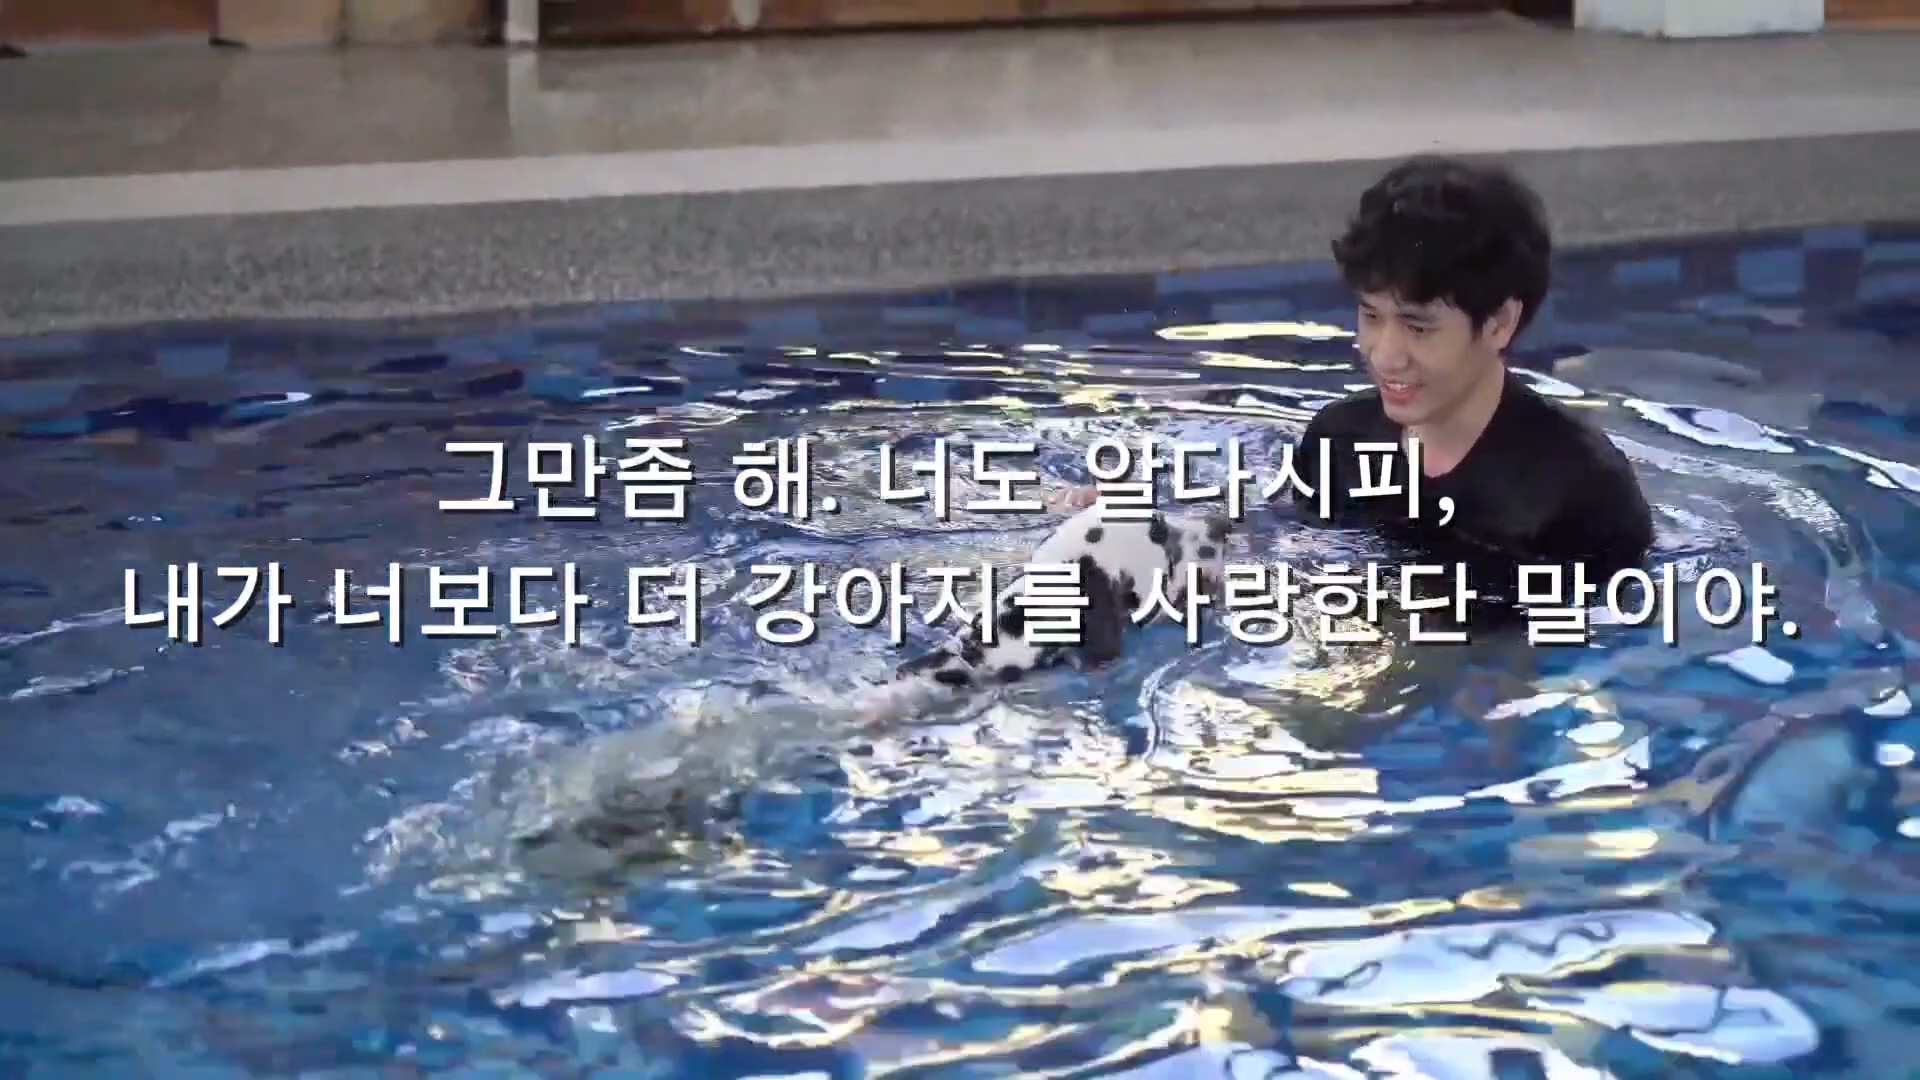 그만좀 해. 너도 알다시피,
내가 너보다 더 강아지를 사랑한단 말이야.